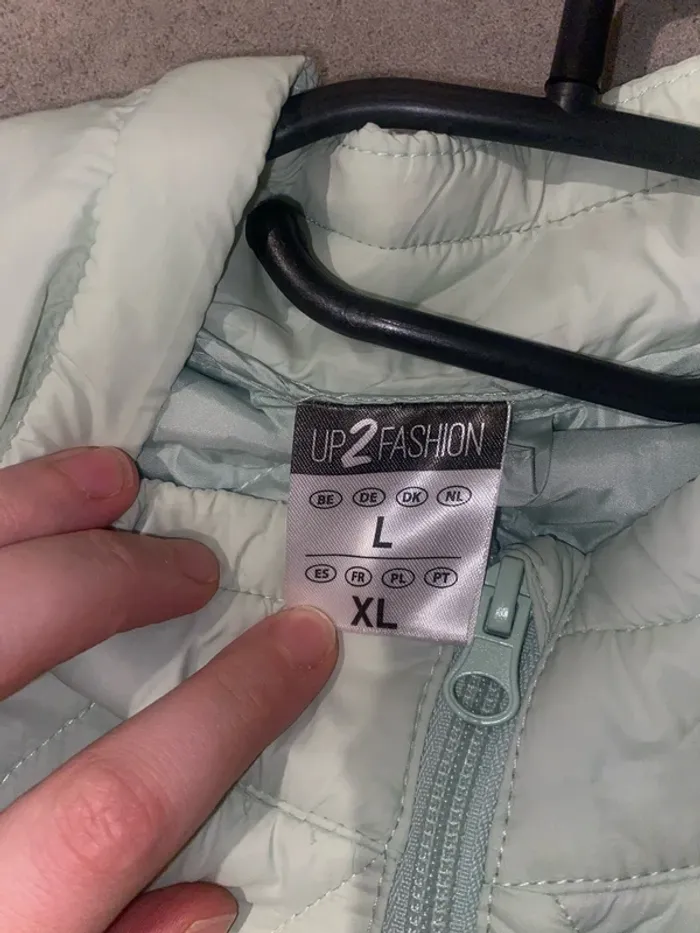 UP2FASHION
BE DE DK NL
L
ES FR PL PT
XL